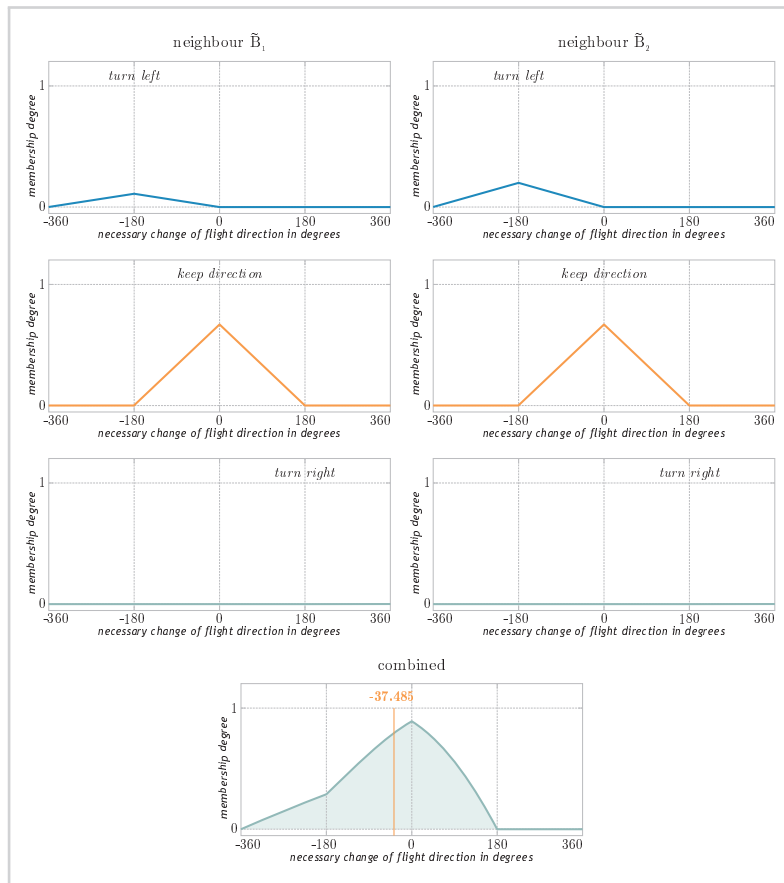 neighbour B̃₁
turn left
membership degree
1
0
-360 -180 0 180 360
necessary change of flight direction in degrees
neighbour B̃₂
turn left
membership degree
1
0
-360 -180 0 180 360
necessary change of flight direction in degrees
keep direction
membership degree
1
0
-360 -180 0 180 360
necessary change of flight direction in degrees
keep direction
membership degree
1
0
-360 -180 0 180 360
necessary change of flight direction in degrees
turn right
membership degree
1
0
-360 -180 0 180 360
necessary change of flight direction in degrees
turn right
membership degree
1
0
-360 -180 0 180 360
necessary change of flight direction in degrees
combined
-37.485
membership degree
1
0
-360 -180 0 180 360
necessary change of flight direction in degrees